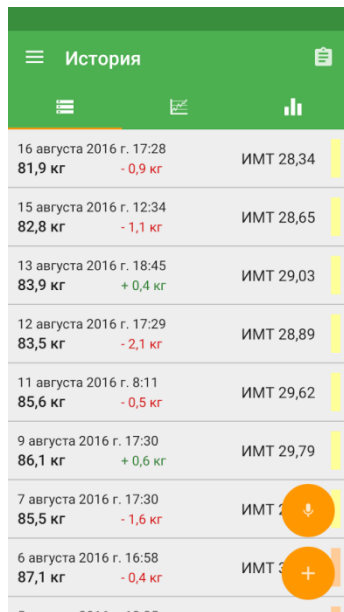 История
16 августа 2016 г. 17:28
81,9 кг - 0,9 кг ИМТ 28,34
15 августа 2016 г. 12:34
82,8 кг - 1,1 кг ИМТ 28,65
13 августа 2016 г. 18:45
83,9 кг + 0,4 кг ИМТ 29,03
12 августа 2016 г. 17:29
83,5 кг - 2,1 кг ИМТ 28,89
11 августа 2016 г. 8:11
85,6 кг - 0,5 кг ИМТ 29,62
9 августа 2016 г. 17:30
86,1 кг + 0,6 кг ИМТ 29,79
7 августа 2016 г. 17:30
85,5 кг - 1,6 кг ИМТ
6 августа 2016 г. 16:58
87,1 кг - 0,4 кг ИМТ